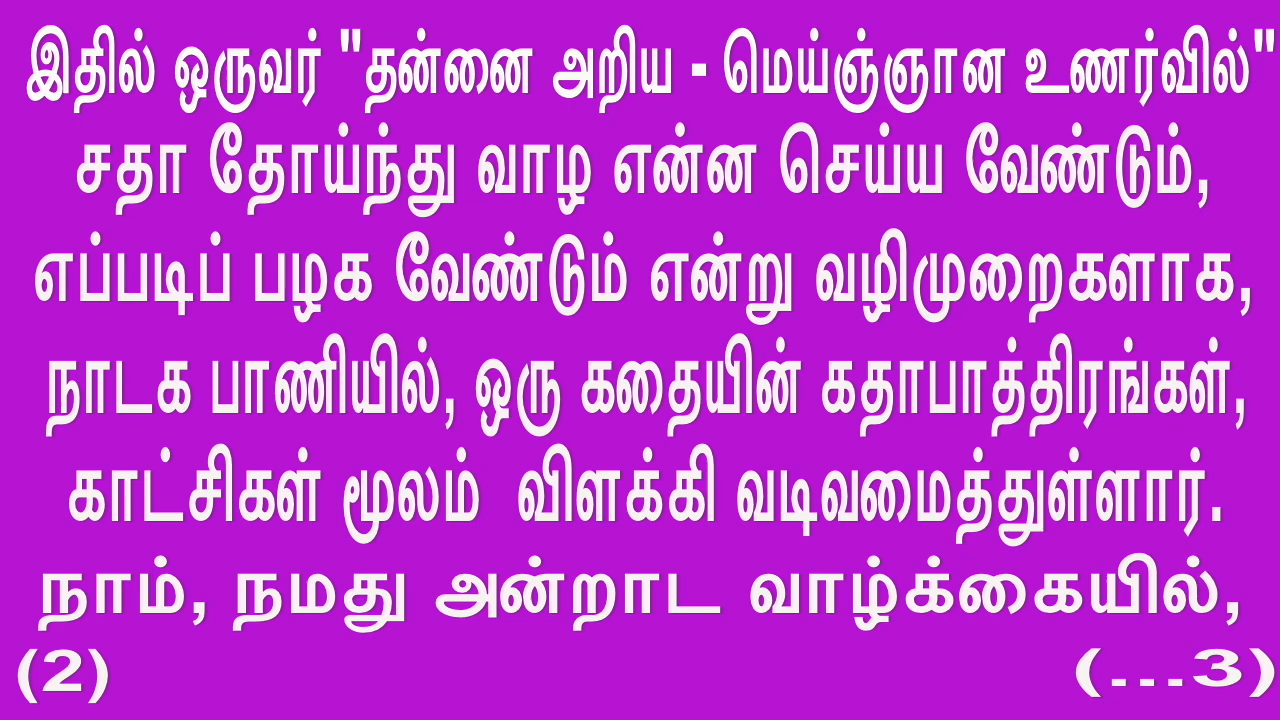 இதில் ஒருவர் "தன்னை அறிய - மெய்ஞ்ஞான உணர்வில்"
சதா தோய்ந்து வாழ என்ன செய்ய வேண்டும்,
எப்படிப் பழக வேண்டும் என்று வழிமுறைகளாக,
நாடக பாணியில், ஒரு கதையின் கதாபாத்திரங்கள்,
காட்சிகள் மூலம் விளக்கி வடிவமைத்துள்ளார்.
நாம், நமது அன்றாட வாழ்க்கையில்,
(2) (...3)